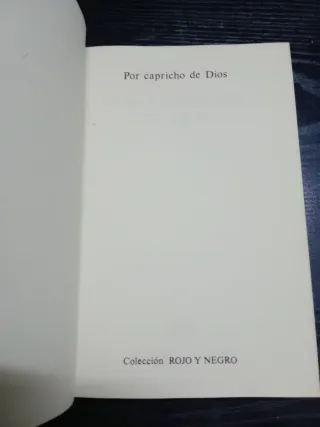 Por capricho de Dios
Colección ROJO Y NEGRO